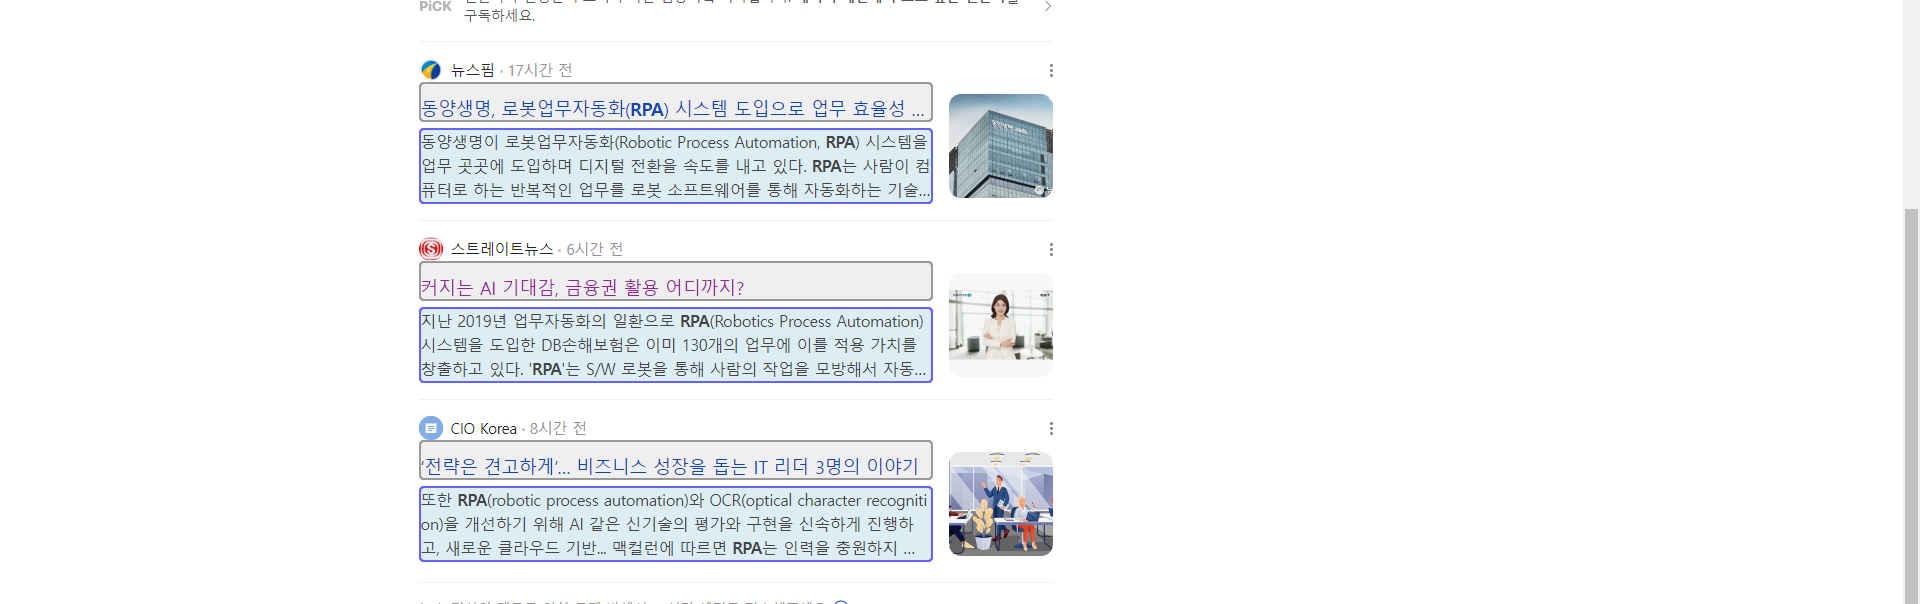 PiCK
구독하세요.
뉴스핌 · 17시간 전
동양생명, 로봇업무자동화(RPA) 시스템 도입으로 업무 효율성 ...
동양생명이 로봇업무자동화(Robotic Process Automation, RPA) 시스템을
업무 곳곳에 도입하며 디지털 전환을 속도를 내고 있다. RPA는 사람이 컴
퓨터로 하는 반복적인 업무를 로봇 소프트웨어를 통해 자동화하는 기술...
스트레이트뉴스 · 6시간 전
커지는 AI 기대감, 금융권 활용 어디까지?
지난 2019년 업무자동화의 일환으로 RPA(Robotics Process Automation)
시스템을 도입한 DB손해보험은 이미 130개의 업무에 이를 적용 가치를
창출하고 있다. 'RPA'는 S/W 로봇을 통해 사람의 작업을 모방해서 자동...
CIO Korea · 8시간 전
‘전략은 견고하게’... 비즈니스 성장을 돕는 IT 리더 3명의 이야기
또한 RPA(robotic process automation)와 OCR(optical character recogniti
on)을 개선하기 위해 AI 같은 신기술의 평가와 구현을 신속하게 진행하
고, 새로운 클라우드 기반... 맥컬런에 따르면 RPA는 인력을 충원하지 ...